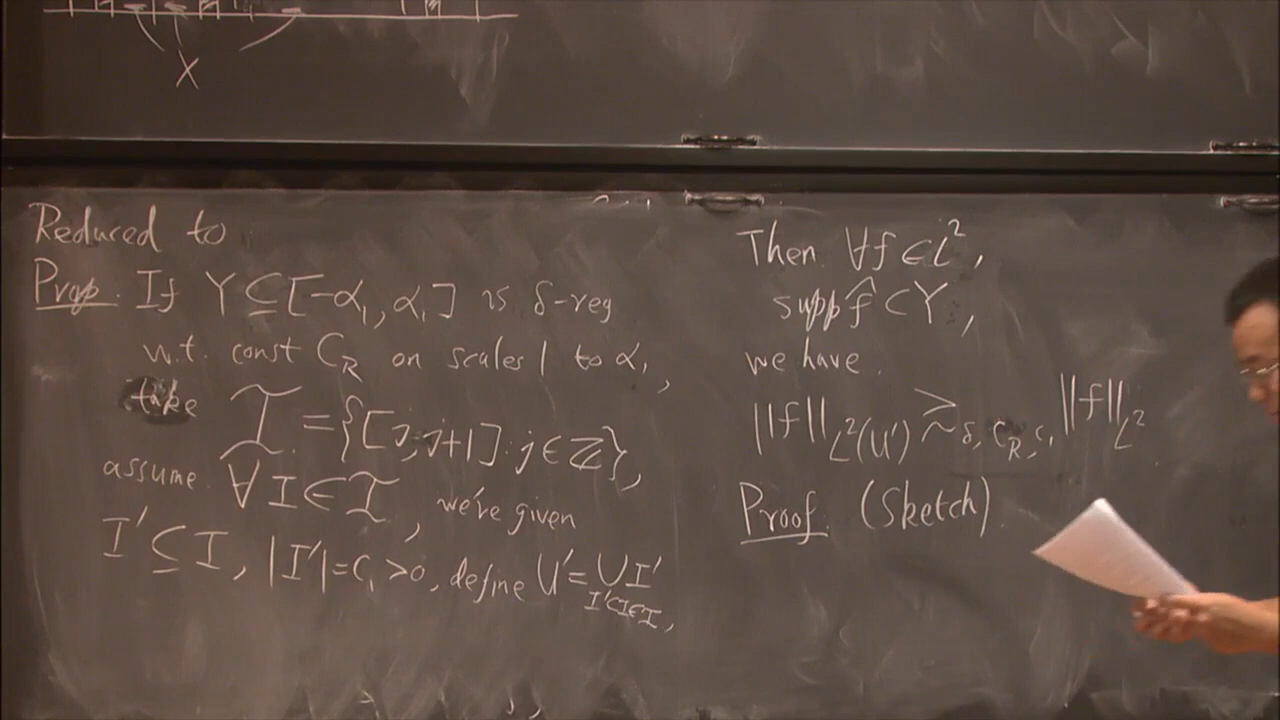 X
Reduced to
Prop. If Y ⊆ [-α₁, α₁] is δ-reg
w.t. const C_R on scales 1 to α₁,
take 𝓘 = {[j, j+1] : j ∈ ℤ},
assume ∀ I ∈ 𝓘, we're given
I' ⊆ I, |I'| = c₁ > 0, define U' = ∪ I'
I' ⊂ I ∈ 𝓘,
Then ∀f ∈ L²,
supp f̂ ⊂ Y,
we have
||f||_{L²(U')} ≳_{δ, C_R, c₁} ||f||_{L²}
Proof. (Sketch)